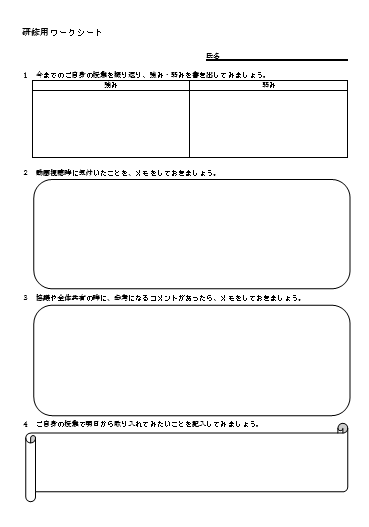 研修用ワークシート
氏名
1 今までのご自身の授業を振り返り、強み・弱みを書き出してみましょう。
強み 弱み
2 動画視聴時に気付いたことを、メモをしておきましょう。
3 協議や全体共有の時に、参考になるコメントがあったら、メモをしておきましょう。
4 ご自身の授業で明日から取り入れてみたいことを記入してみましょう。